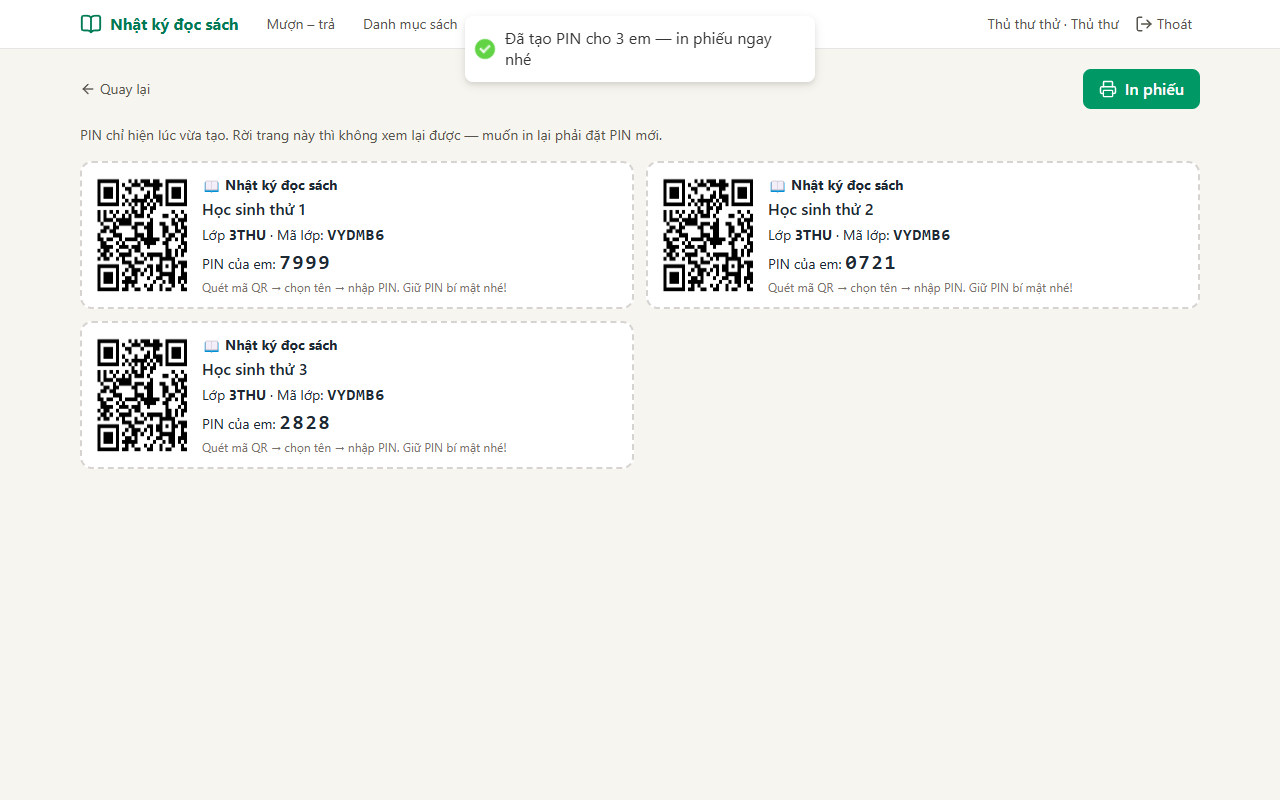 Nhật ký đọc sách
Mượn – trả
Danh mục sách
Thủ thư thử · Thủ thư
Thoát
Đã tạo PIN cho 3 em — in phiếu ngay
nhé
Quay lại
In phiếu
PIN chỉ hiện lúc vừa tạo. Rời trang này thì không xem lại được — muốn in lại phải đặt PIN mới.
Nhật ký đọc sách
Học sinh thử 1
Lớp 3THU · Mã lớp: VYDMB6
PIN của em: 7999
Quét mã QR → chọn tên → nhập PIN. Giữ PIN bí mật nhé!
Nhật ký đọc sách
Học sinh thử 2
Lớp 3THU · Mã lớp: VYDMB6
PIN của em: 0721
Quét mã QR → chọn tên → nhập PIN. Giữ PIN bí mật nhé!
Nhật ký đọc sách
Học sinh thử 3
Lớp 3THU · Mã lớp: VYDMB6
PIN của em: 2828
Quét mã QR → chọn tên → nhập PIN. Giữ PIN bí mật nhé!